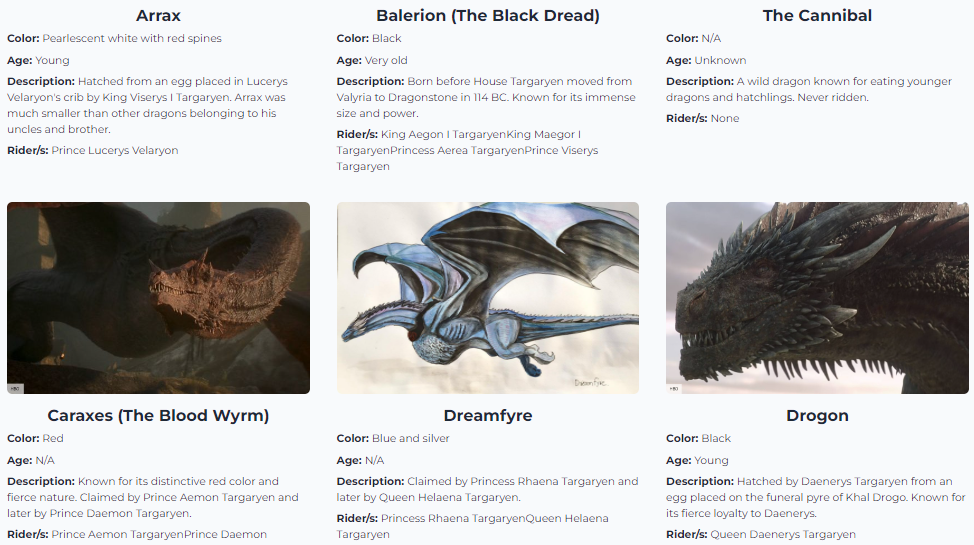 Arrax
Color: Pearlescent white with red spines
Age: Young
Description: Hatched from an egg placed in Lucerys
Velaryon's crib by King Viserys I Targaryen. Arrax was
much smaller than other dragons belonging to his
uncles and brother.
Rider/s: Prince Lucerys Velaryon
Balerion (The Black Dread)
Color: Black
Age: Very old
Description: Born before House Targaryen moved from
Valyria to Dragonstone in 114 BC. Known for its immense
size and power.
Rider/s: King Aegon I TargaryenKing Maegor I
TargaryenPrincess Aerea TargaryenPrince Viserys
Targaryen
The Cannibal
Color: N/A
Age: Unknown
Description: A wild dragon known for eating younger
dragons and hatchlings. Never ridden.
Rider/s: None
HBO
Dreamfyre
HBO
Caraxes (The Blood Wyrm)
Color: Red
Age: N/A
Description: Known for its distinctive red color and
fierce nature. Claimed by Prince Aemon Targaryen and
later by Prince Daemon Targaryen.
Rider/s: Prince Aemon TargaryenPrince Daemon
Dreamfyre
Color: Blue and silver
Age: N/A
Description: Claimed by Princess Rhaena Targaryen and
later by Queen Helaena Targaryen.
Rider/s: Princess Rhaena TargaryenQueen Helaena
Targaryen
Drogon
Color: Black
Age: Young
Description: Hatched by Daenerys Targaryen from an
egg placed on the funeral pyre of Khal Drogo. Known for
its fierce loyalty to Daenerys.
Rider/s: Queen Daenerys Targaryen